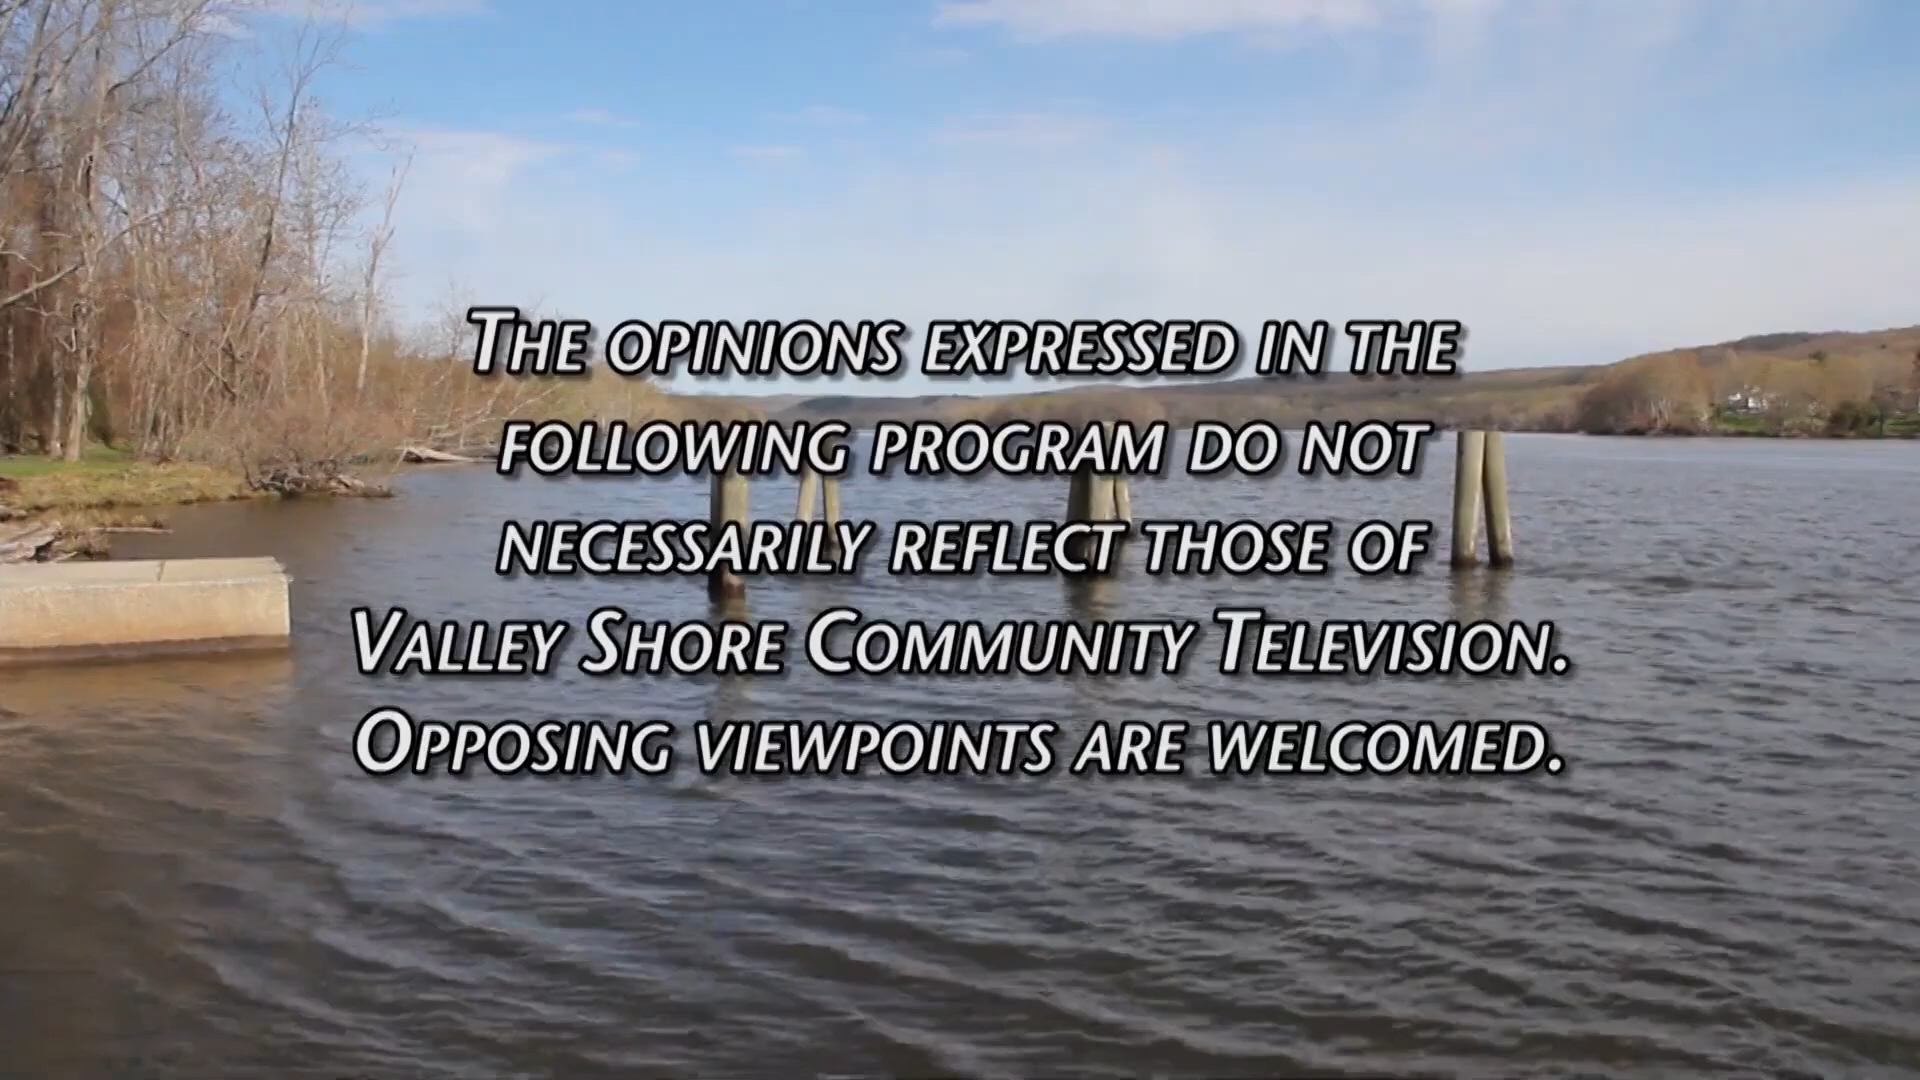 The opinions expressed in the
following program do not
necessarily reflect those of
Valley Shore Community Television.
Opposing viewpoints are welcomed.